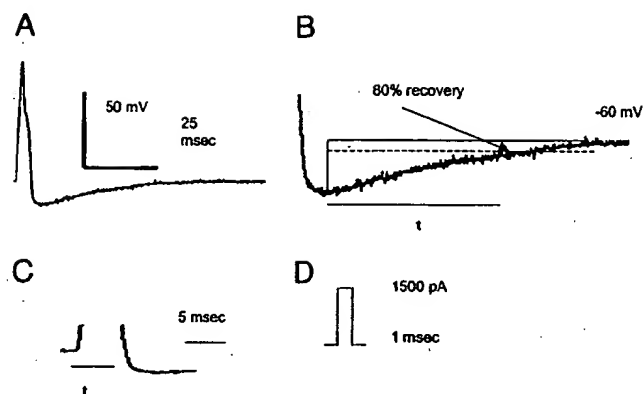 A
50 mV
25
msec
B
80% recovery
-60 mV
t
C
5 msec
t
D
1500 pA
1 msec